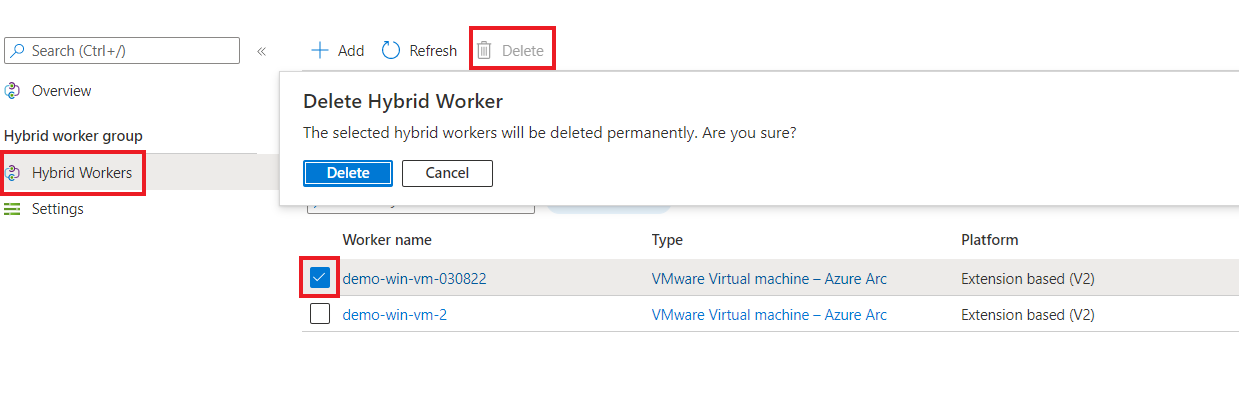 Search (Ctrl+/)
«
Add
Refresh
Delete
Overview
Hybrid worker group
Hybrid Workers
Settings
Delete Hybrid Worker
The selected hybrid workers will be deleted permanently. Are you sure?
Delete
Cancel
Worker name Type Platform
demo-win-vm-030822 VMware Virtual machine – Azure Arc Extension based (V2)
demo-win-vm-2 VMware Virtual machine – Azure Arc Extension based (V2)